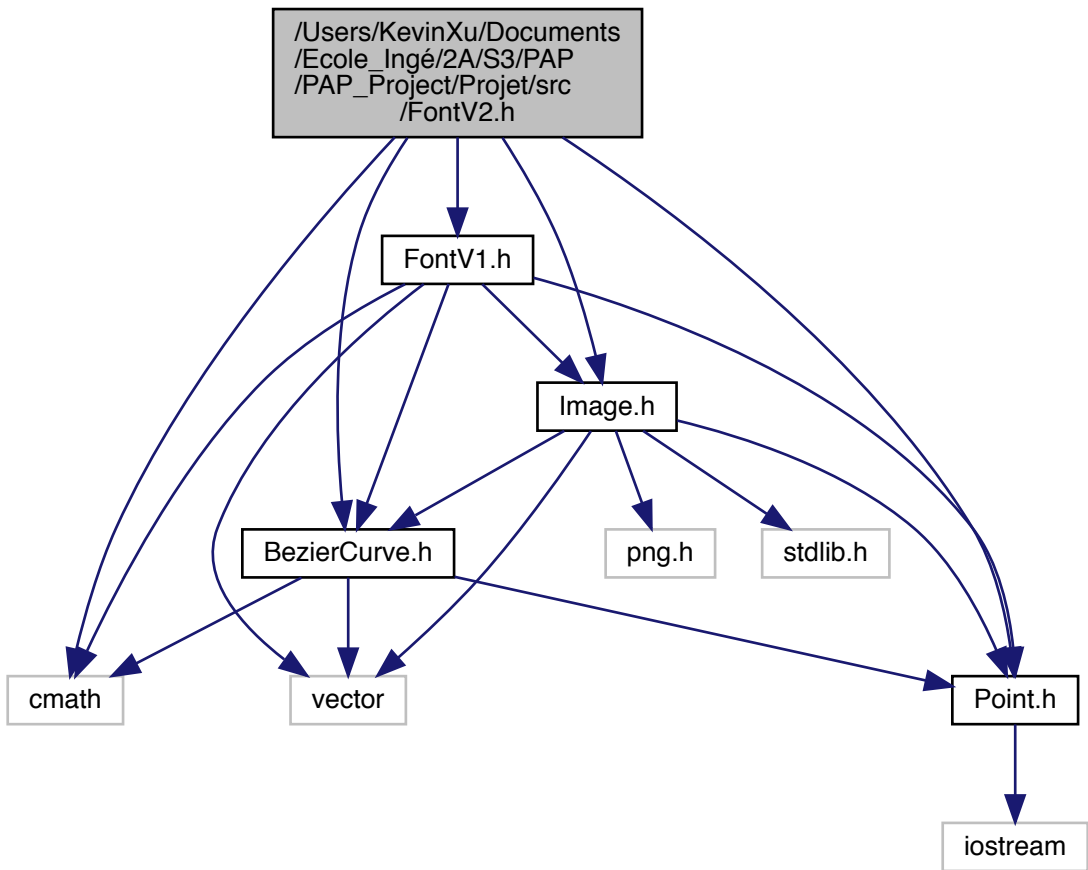 /Users/KevinXu/Documents
/Ecole_Ingé/2A/S3/PAP
/PAP_Project/Projet/src
/FontV2.h
FontV1.h
Image.h
BezierCurve.h
png.h
stdlib.h
cmath
vector
Point.h
iostream